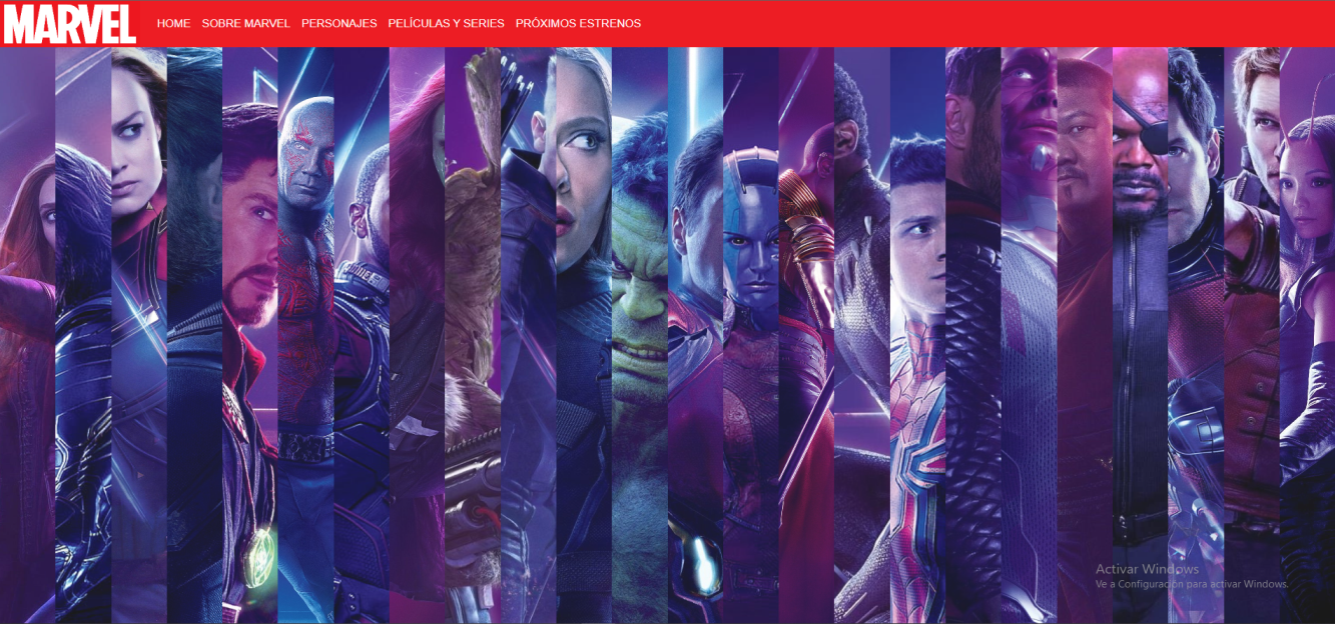 MARVEL
HOME SOBRE MARVEL PERSONAJES PELÍCULAS Y SERIES PRÓXIMOS ESTRENOS
Activar Windows
Ve a Configuración para activar Windows.